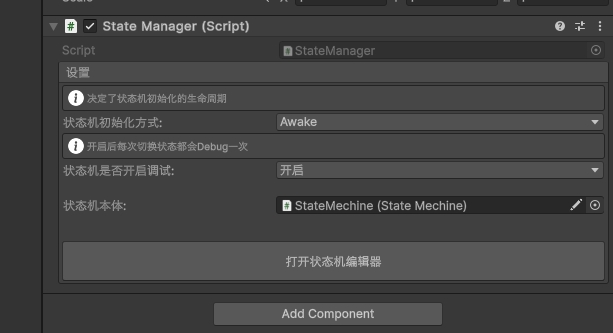 State Manager (Script)
Script
StateManager
设置
决定了状态机初始化的生命周期
状态机初始化方式:
Awake
开启后每次切换状态都会Debug一次
状态机是否开启调试:
开启
状态机本体:
StateMechine (State Mechine)
打开状态机编辑器
Add Component